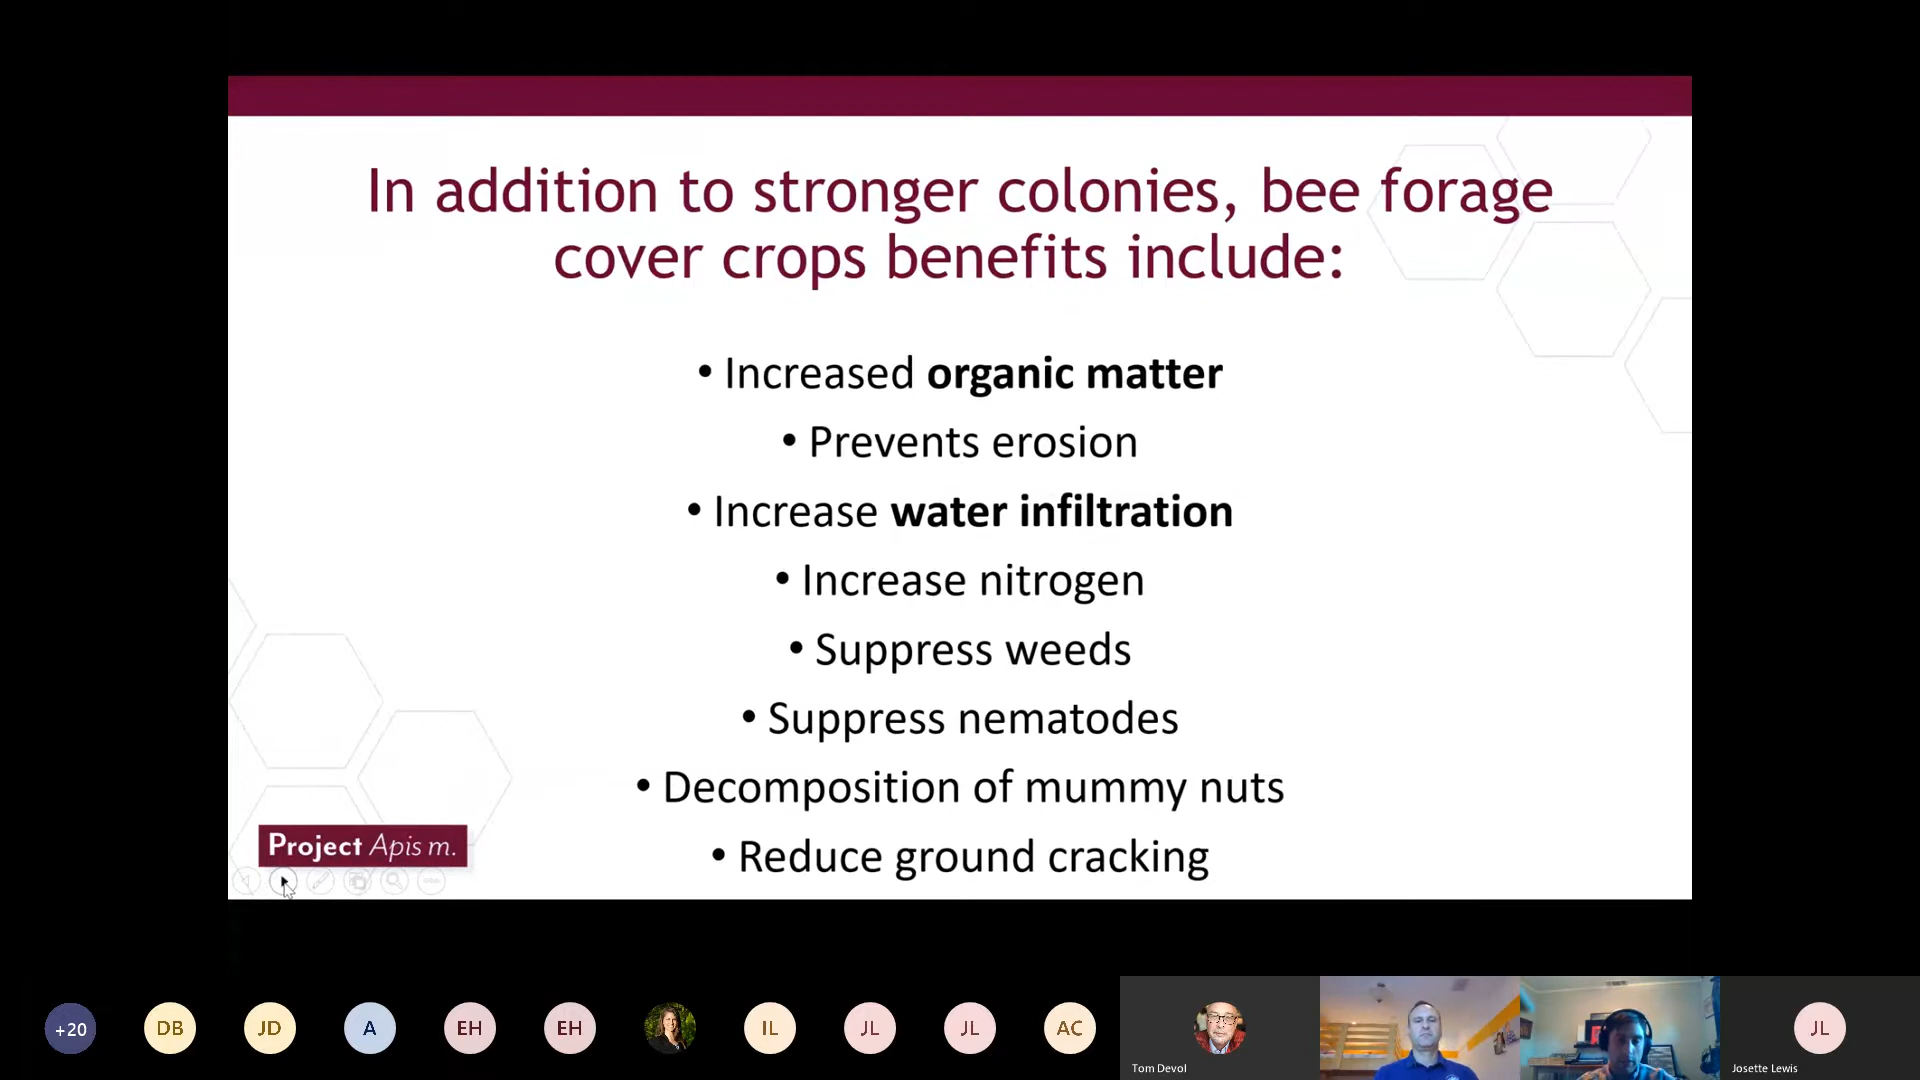 In addition to stronger colonies, bee forage
cover crops benefits include:
• Increased organic matter
• Prevents erosion
• Increase water infiltration
• Increase nitrogen
• Suppress weeds
• Suppress nematodes
• Decomposition of mummy nuts
• Reduce ground cracking
Project Apis m.
+20
DB
JD
A
EH
EH
IL
JL
JL
AC
Tom Devol
JL
Josette Lewis